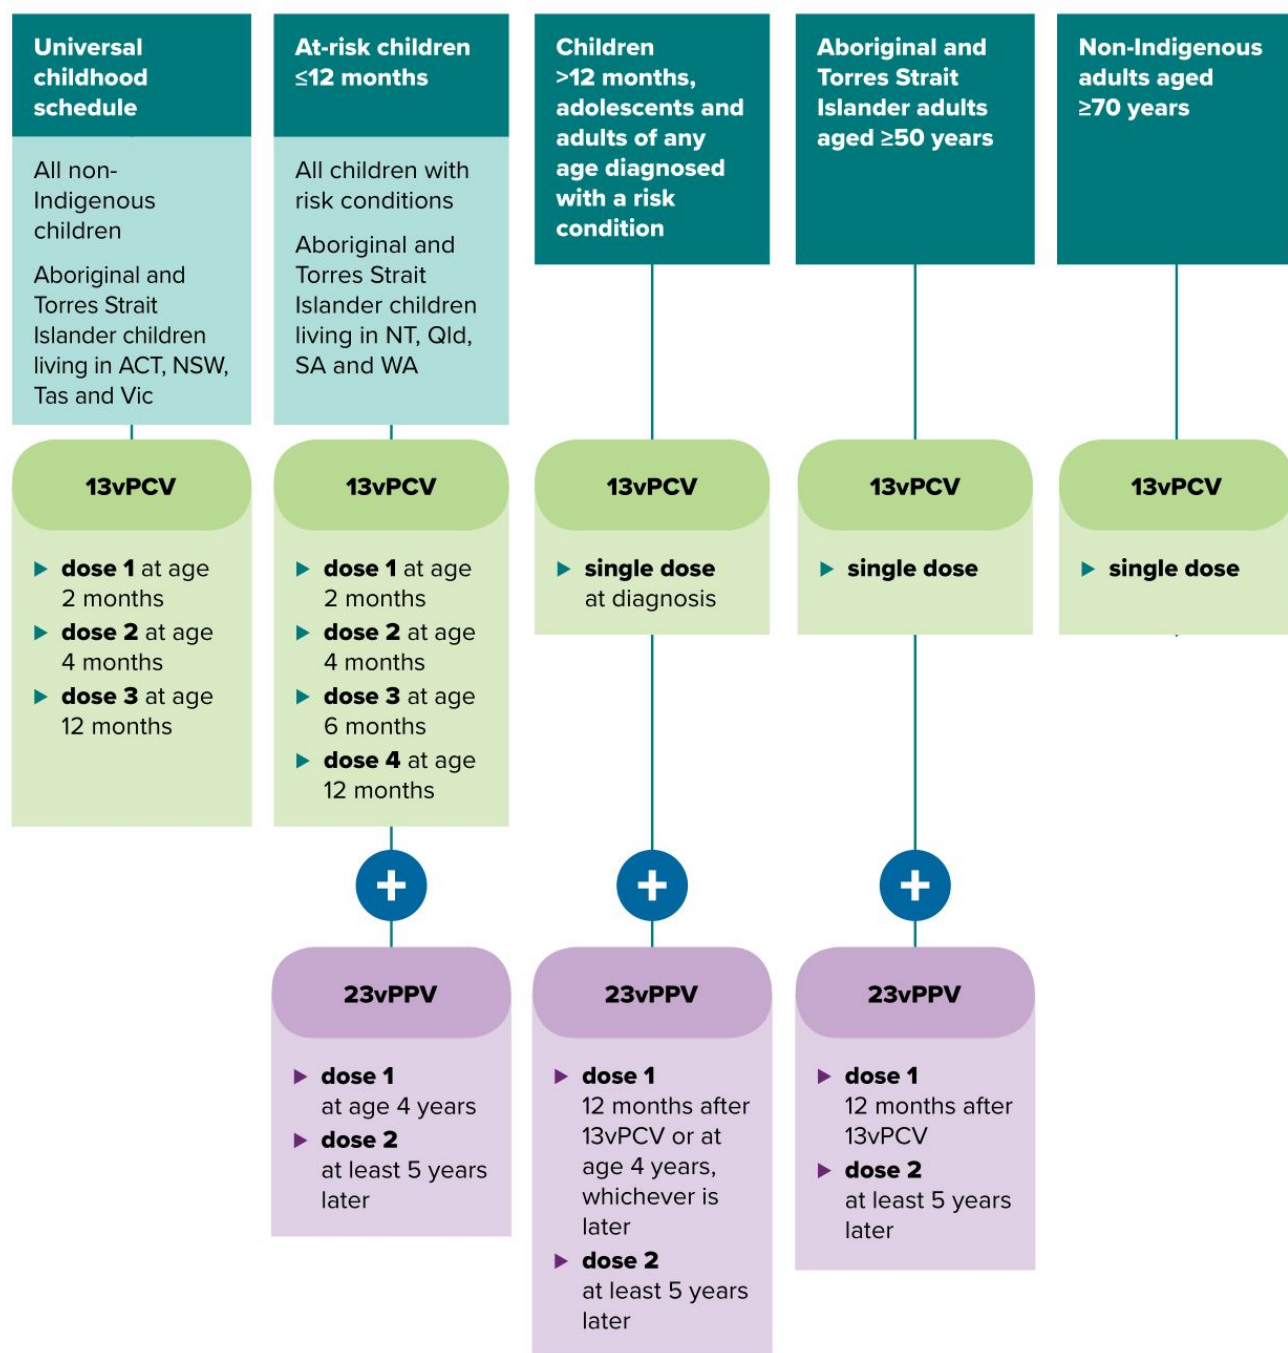 Universal
childhood
schedule
All non-
Indigenous
children
Aboriginal and
Torres Strait
Islander children
living in ACT, NSW,
Tas and Vic
13vPCV
dose 1 at age
2 months
dose 2 at age
4 months
dose 3 at age
12 months
At-risk children
≤12 months
All children with
risk conditions
Aboriginal and
Torres Strait
Islander children
living in NT, Qld,
SA and WA
13vPCV
dose 1 at age
2 months
dose 2 at age
4 months
dose 3 at age
6 months
dose 4 at age
12 months
+
23vPPV
dose 1
at age 4 years
dose 2
at least 5 years
later
Children
>12 months,
adolescents and
adults of any
age diagnosed
with a risk
condition
13vPCV
single dose
at diagnosis
+
23vPPV
dose 1
12 months after
13vPCV or at
age 4 years,
whichever is
later
dose 2
at least 5 years
later
Aboriginal and
Torres Strait
Islander adults
aged ≥50 years
13vPCV
single dose
+
23vPPV
dose 1
12 months after
13vPCV
dose 2
at least 5 years
later
Non-Indigenous
adults aged
≥70 years
13vPCV
single dose